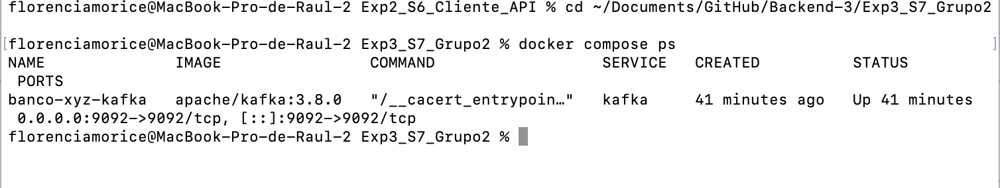 florenciamorice@MacBook-Pro-de-Raul-2 Exp2_S6_Cliente_API % cd ~/Documents/GitHub/Backend-3/Exp3_S7_Grupo2
[florenciamorice@MacBook-Pro-de-Raul-2 Exp3_S7_Grupo2 % docker compose ps ]
NAME IMAGE COMMAND SERVICE CREATED STATUS
PORTS
banco-xyz-kafka apache/kafka:3.8.0 "/__cacert_entrypoin…" kafka 41 minutes ago Up 41 minutes
0.0.0.0:9092->9092/tcp, [::]:9092->9092/tcp
florenciamorice@MacBook-Pro-de-Raul-2 Exp3_S7_Grupo2 %